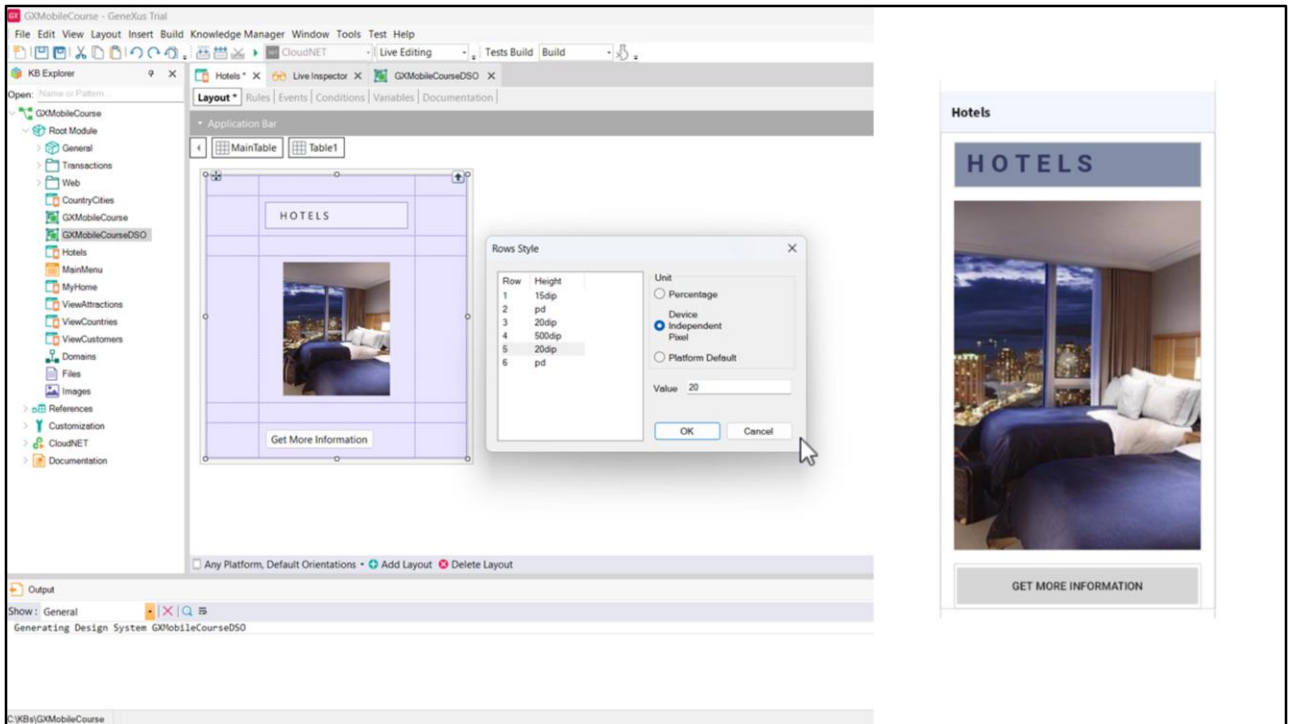 GX GXMobileCourse - GeneXus Trial
File Edit View Layout Insert Build Knowledge Manager Window Tools Test Help
CloudNET Live Editing Tests Build Build
KB Explorer
Hotels * X Live Inspector X GXMobileCourseDSO X
Open: Name or Pattern...
Layout * Rules Events Conditions Variables Documentation
GXMobileCourse
Root Module
General
Transactions
Web
CountryCities
GXMobileCourse
GXMobileCourseDSO
Hotels
MainMenu
MyHome
ViewAttractions
ViewCountries
ViewCustomers
Domains
Files
Images
References
Customization
CloudNET
Documentation
Application Bar
MainTable Table1
HOTELS
Get More Information
Rows Style
Row Height
1 15dip
2 pd
3 20dip
4 500dip
5 20dip
6 pd
Unit
Percentage
Device
Independent
Pixel
Platform Default
Value 20
OK Cancel
Any Platform, Default Orientations Add Layout Delete Layout
Output
Show: General
Generating Design System GXMobileCourseDSO
C:\KBs\GXMobileCourse
Hotels
HOTELS
GET MORE INFORMATION